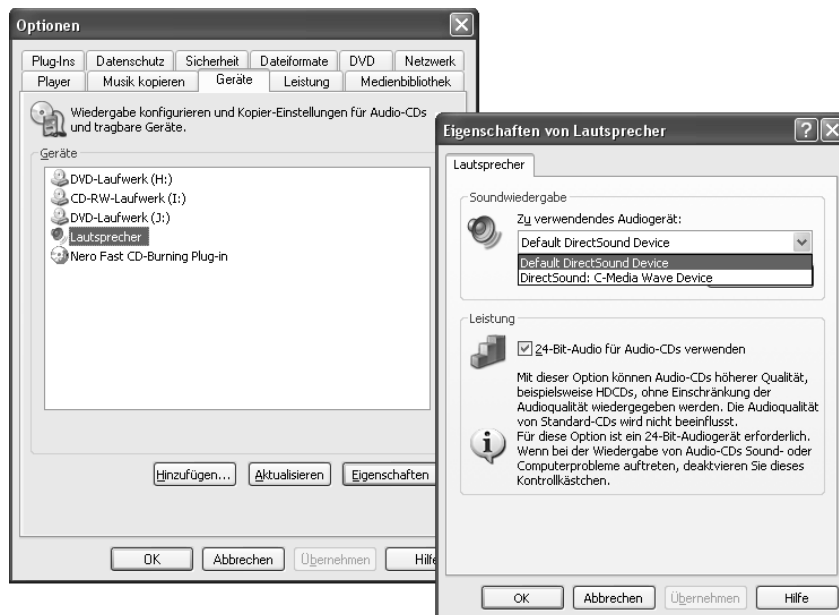 Optionen
Plug-Ins Datenschutz Sicherheit Dateiformate DVD Netzwerk
Player Musik kopieren Geräte Leistung Medienbibliothek
Wiedergabe konfigurieren und Kopier-Einstellungen für Audio-CDs
und tragbare Geräte.
Geräte
DVD-Laufwerk (H:)
CD-RW-Laufwerk (I:)
DVD-Laufwerk (J:)
Lautsprecher
Nero Fast CD-Burning Plug-in
Hinzufügen... Aktualisieren Eigenschaften
OK Abbrechen Übernehmen Hilfe
Eigenschaften von Lautsprecher
Lautsprecher
Soundwiedergabe
Zu verwendendes Audiogerät:
Default DirectSound Device
Default DirectSound Device
DirectSound: C-Media Wave Device
Leistung
24-Bit-Audio für Audio-CDs verwenden
Mit dieser Option können Audio-CDs höherer Qualität,
beispielsweise HDCDs, ohne Einschränkung der
Audioqualität wiedergegeben werden. Die Audioqualität
von Standard-CDs wird nicht beeinflusst.
Für diese Option ist ein 24-Bit-Audiogerät erforderlich.
Wenn bei der Wiedergabe von Audio-CDs Sound- oder
Computerprobleme auftreten, deaktvieren Sie dieses
Kontrollkästchen.
OK Abbrechen Übernehmen Hilfe